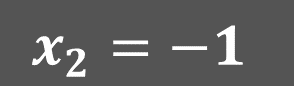 x₂ = −1